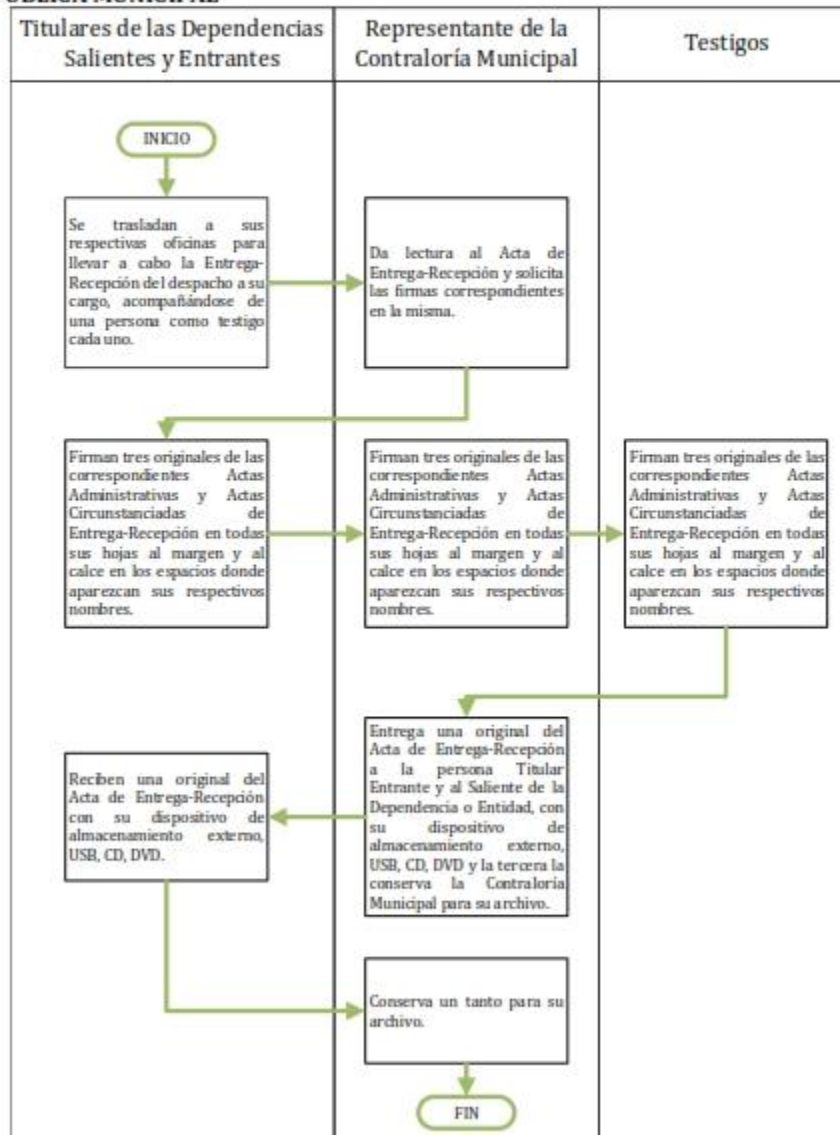 Titulares de las Dependencias
Salientes y Entrantes
Representante de la
Contraloría Municipal
Testigos
INICIO
Se trasladan a sus
respectivas oficinas para
llevar a cabo la Entrega-
Recepción del despacho a su
cargo, acompañándose de
una persona como testigo
cada uno.
Da lectura al Acta de
Entrega-Recepción y solicita
las firmas correspondientes
en la misma.
Firman tres originales de las
correspondientes Actas
Administrativas y Actas
Circunstanciadas de
Entrega-Recepción en todas
sus hojas al margen y al
calce en los espacios donde
aparezcan sus respectivos
nombres.
Firman tres originales de las
correspondientes Actas
Administrativas y Actas
Circunstanciadas de
Entrega-Recepción en todas
sus hojas al margen y al
calce en los espacios donde
aparezcan sus respectivos
nombres.
Firman tres originales de las
correspondientes Actas
Administrativas y Actas
Circunstanciadas de
Entrega-Recepción en todas
sus hojas al margen y al
calce en los espacios donde
aparezcan sus respectivos
nombres.
Entrega una original del
Acta de Entrega-Recepción
a la persona Titular
Entrante y al Saliente de la
Dependencia o Entidad, con
su dispositivo de
almacenamiento externo,
USB, CD, DVD y la tercera la
conserva la Contraloría
Municipal para su archivo.
Reciben una original del
Acta de Entrega-Recepción
con su dispositivo de
almacenamiento externo,
USB, CD, DVD.
Conserva un tanto para su
archivo.
FIN